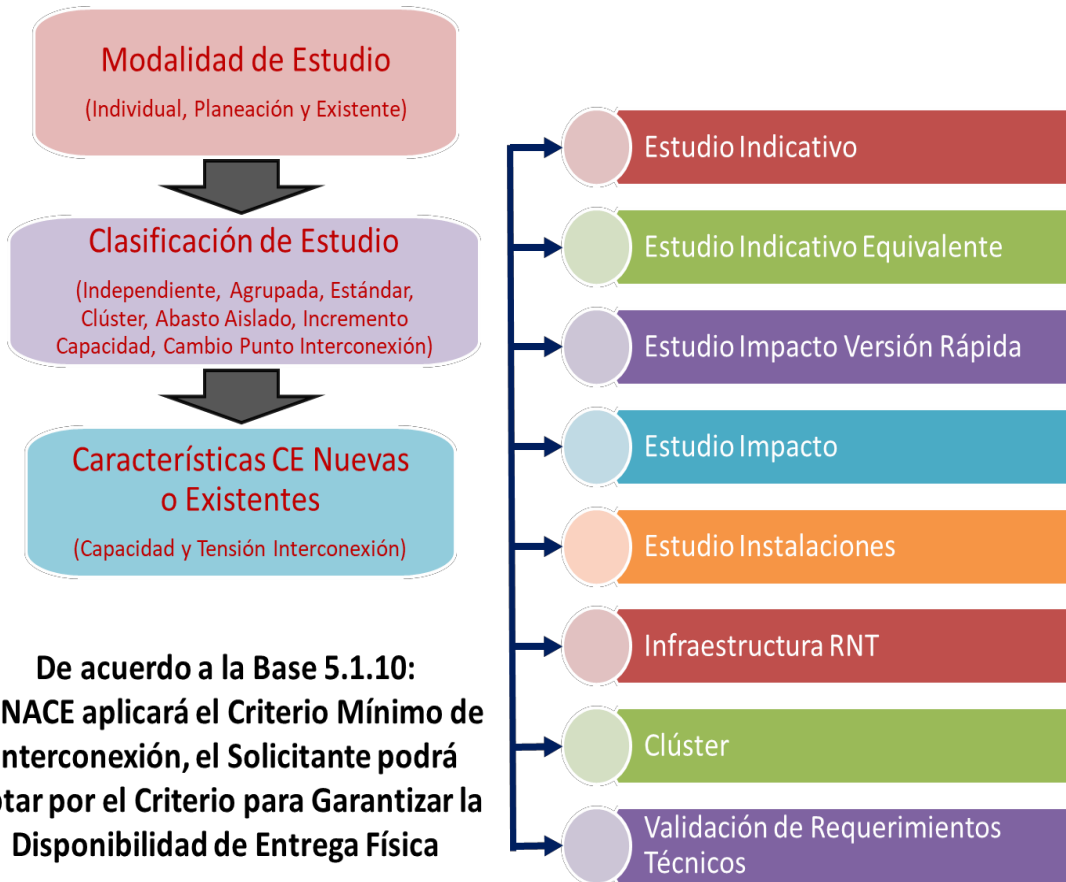 Modalidad de Estudio
(Individual, Planeación y Existente)
Clasificación de Estudio
(Independiente, Agrupada, Estándar,
Clúster, Abasto Aislado, Incremento
Capacidad, Cambio Punto Interconexión)
Características CE Nuevas
o Existentes
(Capacidad y Tensión Interconexión)
De acuerdo a la Base 5.1.10:
NACE aplicará el Criterio Mínimo de
nterconexión, el Solicitante podrá
tar por el Criterio para Garantizar la
Disponibilidad de Entrega Física
Estudio Indicativo
Estudio Indicativo Equivalente
Estudio Impacto Versión Rápida
Estudio Impacto
Estudio Instalaciones
Infraestructura RNT
Clúster
Validación de Requerimientos
Técnicos